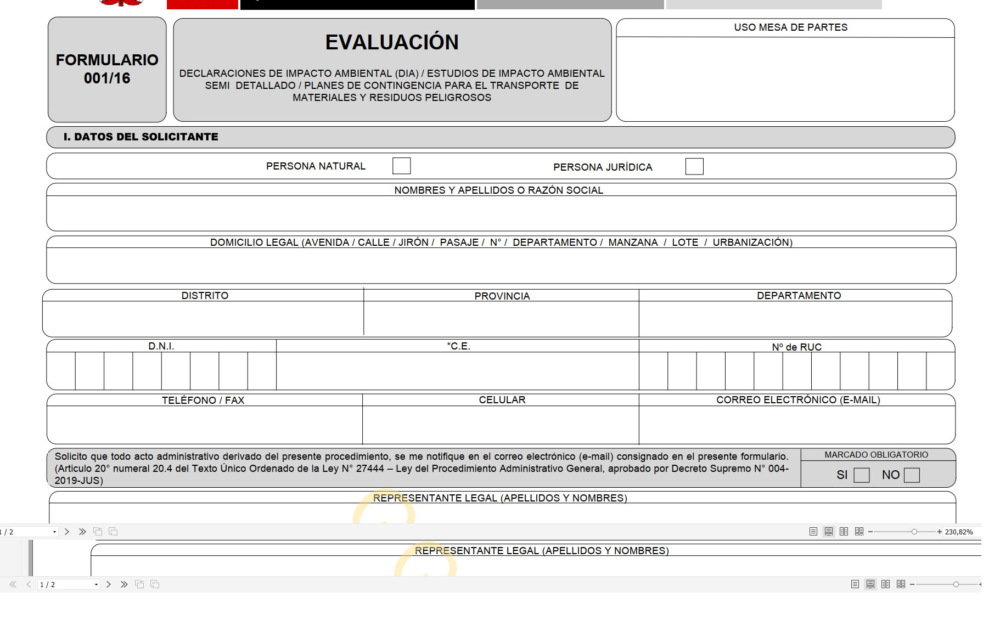 FORMULARIO
001/16
EVALUACIÓN
DECLARACIONES DE IMPACTO AMBIENTAL (DIA) / ESTUDIOS DE IMPACTO AMBIENTAL
SEMI DETALLADO / PLANES DE CONTINGENCIA PARA EL TRANSPORTE DE
MATERIALES Y RESIDUOS PELIGROSOS
USO MESA DE PARTES
I. DATOS DEL SOLICITANTE
PERSONA NATURAL
PERSONA JURÍDICA
NOMBRES Y APELLIDOS O RAZÓN SOCIAL
DOMICILIO LEGAL (AVENIDA / CALLE / JIRÓN / PASAJE / N° / DEPARTAMENTO / MANZANA / LOTE / URBANIZACIÓN)
DISTRITO
PROVINCIA
DEPARTAMENTO
D.N.I.
*C.E.
Nº de RUC
TELÉFONO / FAX
CELULAR
CORREO ELECTRÓNICO (E-MAIL)
Solicito que todo acto administrativo derivado del presente procedimiento, se me notifique en el correo electrónico (e-mail) consignado en el presente formulario.
(Articulo 20° numeral 20.4 del Texto Único Ordenado de la Ley N° 27444 – Ley del Procedimiento Administrativo General, aprobado por Decreto Supremo N° 004-
2019-JUS)
MARCADO OBLIGATORIO
SI NO
REPRESENTANTE LEGAL (APELLIDOS Y NOMBRES)
1 / 2
230,82%
REPRESENTANTE LEGAL (APELLIDOS Y NOMBRES)
1 / 2